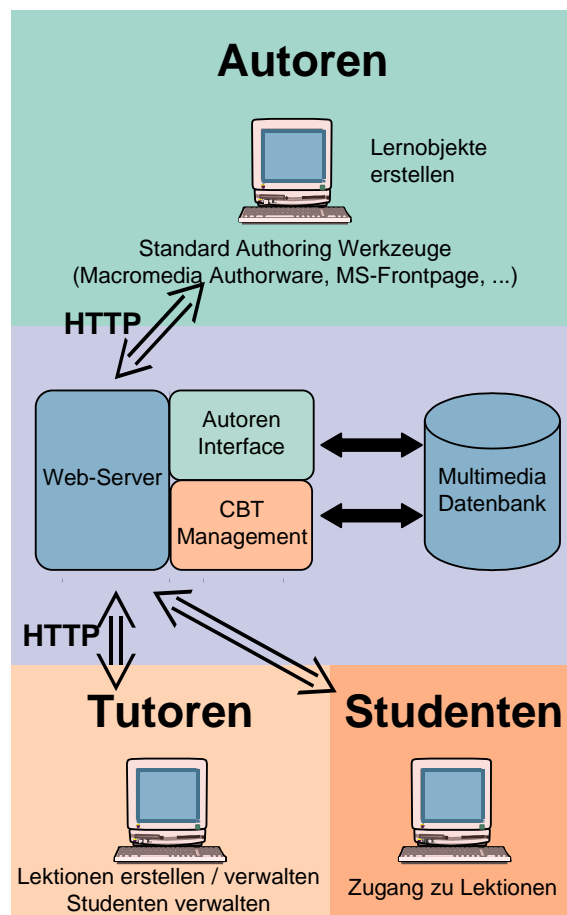 Autoren
Lernobjekte
erstellen
Standard Authoring Werkzeuge
(Macromedia Authorware, MS-Frontpage, ...)
HTTP
Web-Server
Autoren
Interface
CBT
Management
Multimedia
Datenbank
HTTP
Tutoren
Lektionen erstellen / verwalten
Studenten verwalten
Studenten
Zugang zu Lektionen